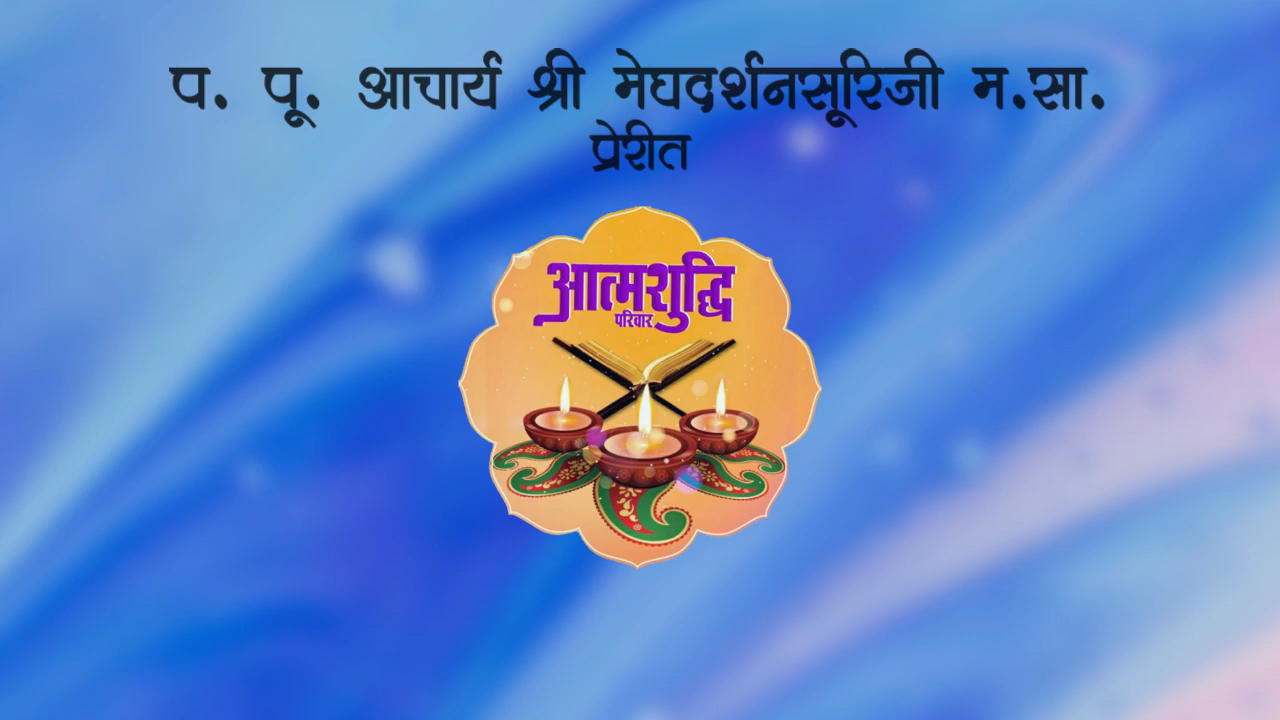 प. पू. आचार्य श्री मेघदर्शनसूरिजी म.सा.
प्रेरीत
आत्मशुद्धि
परिवार